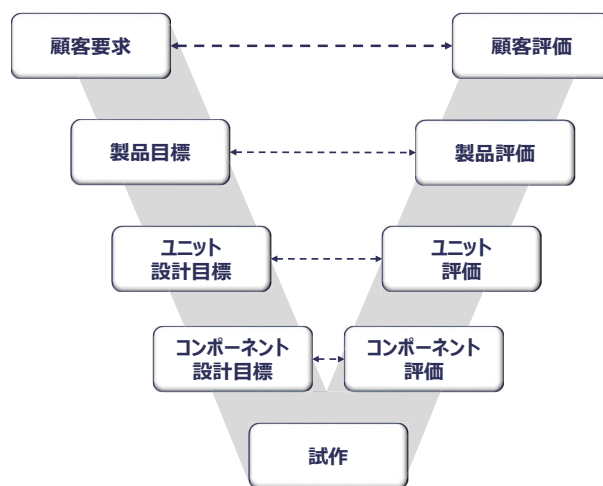 顧客要求
顧客評価
製品目標
製品評価
ユニット
設計目標
ユニット
評価
コンポーネント
設計目標
コンポーネント
評価
試作